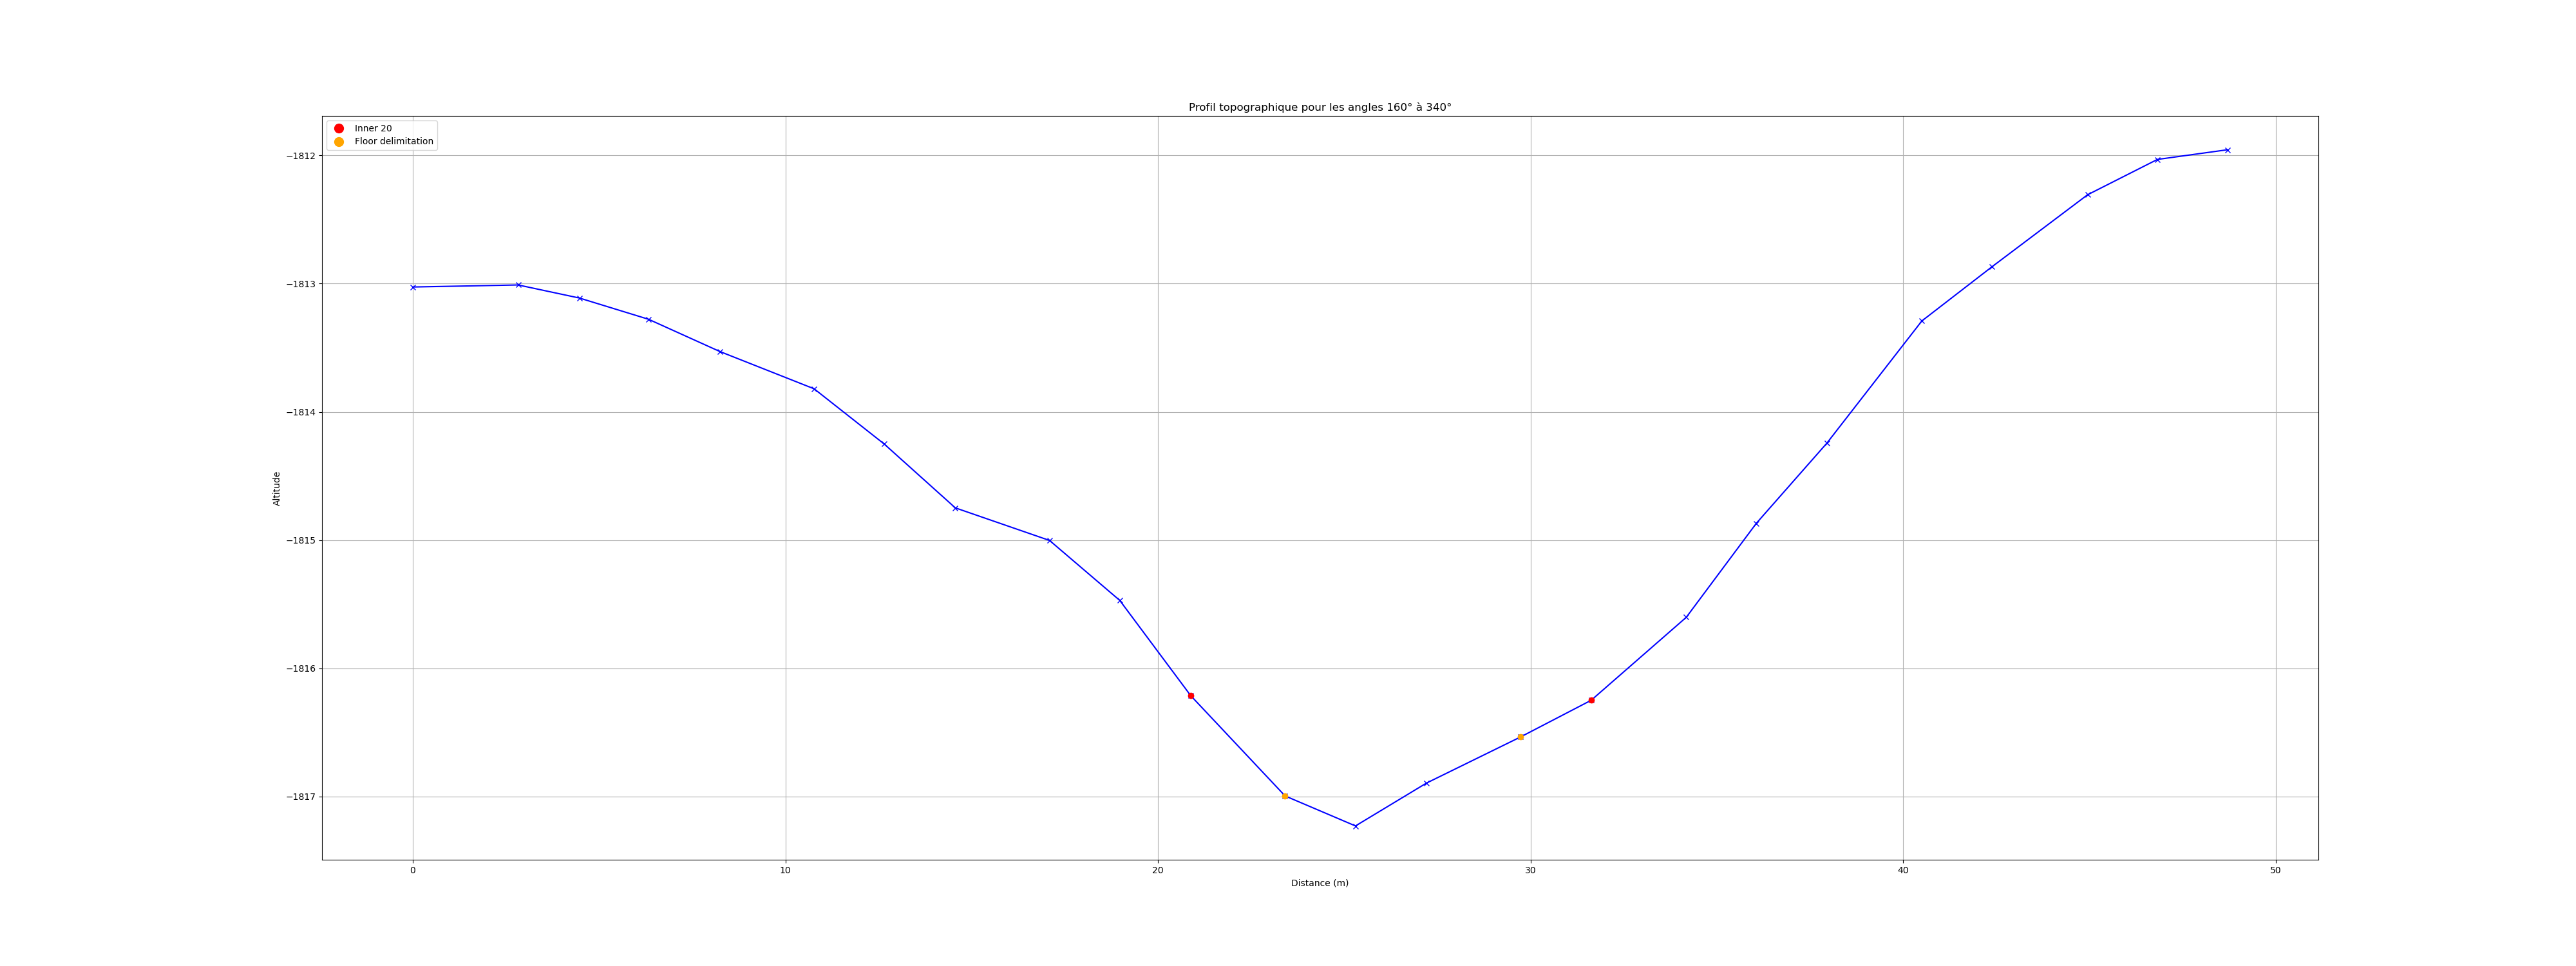 Profil topographique pour les angles 160° à 340°
Inner 20
Floor delimitation
−1812
−1813
−1814
−1815
−1816
−1817
Altitude
0 10 20 30 40 50
Distance (m)